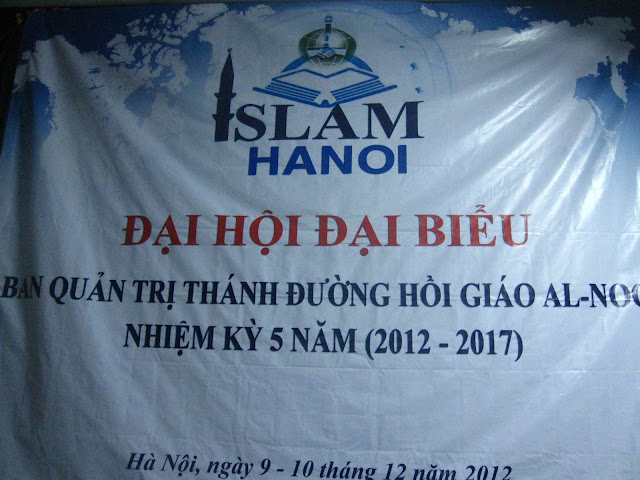 ISLAM
HANOI
ĐẠI HỘI ĐẠI BIỂU
BAN QUẢN TRỊ THÁNH ĐƯỜNG HỒI GIÁO AL-NOO
NHIỆM KỲ 5 NĂM (2012 - 2017)
Hà Nội, ngày 9 - 10 tháng 12 năm 2012